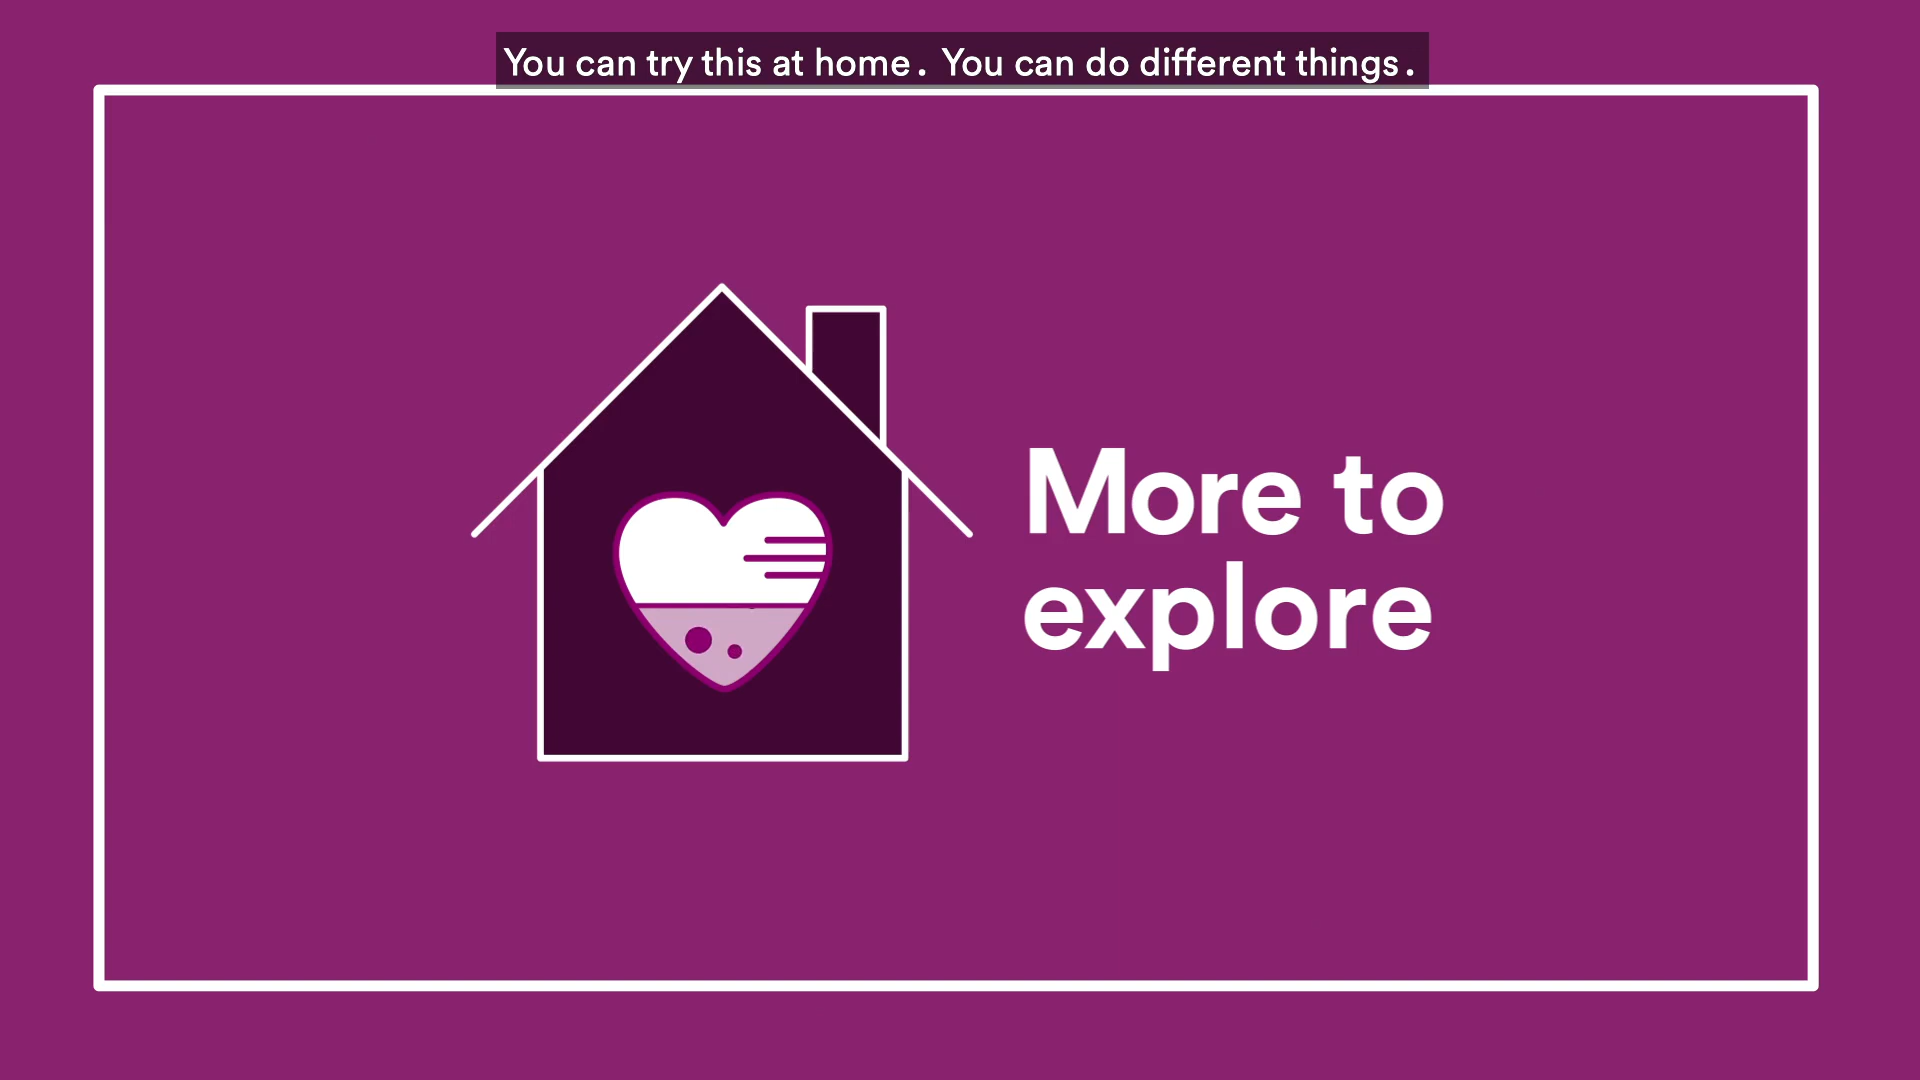 You can try this at home. You can do different things.
More to
explore